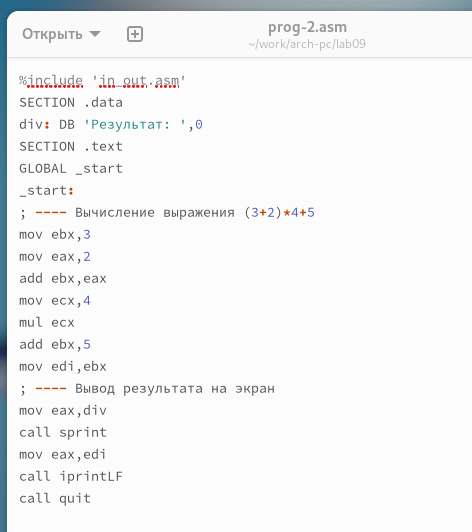 Открыть
prog-2.asm
~/work/arch-pc/lab09
%include 'in_out.asm'
SECTION .data
div: DB 'Результат: ',0
SECTION .text
GLOBAL _start
_start:
; ---- Вычисление выражения (3+2)*4+5
mov ebx,3
mov eax,2
add ebx,eax
mov ecx,4
mul ecx
add ebx,5
mov edi,ebx
; ---- Вывод результата на экран
mov eax,div
call sprint
mov eax,edi
call iprintLF
call quit